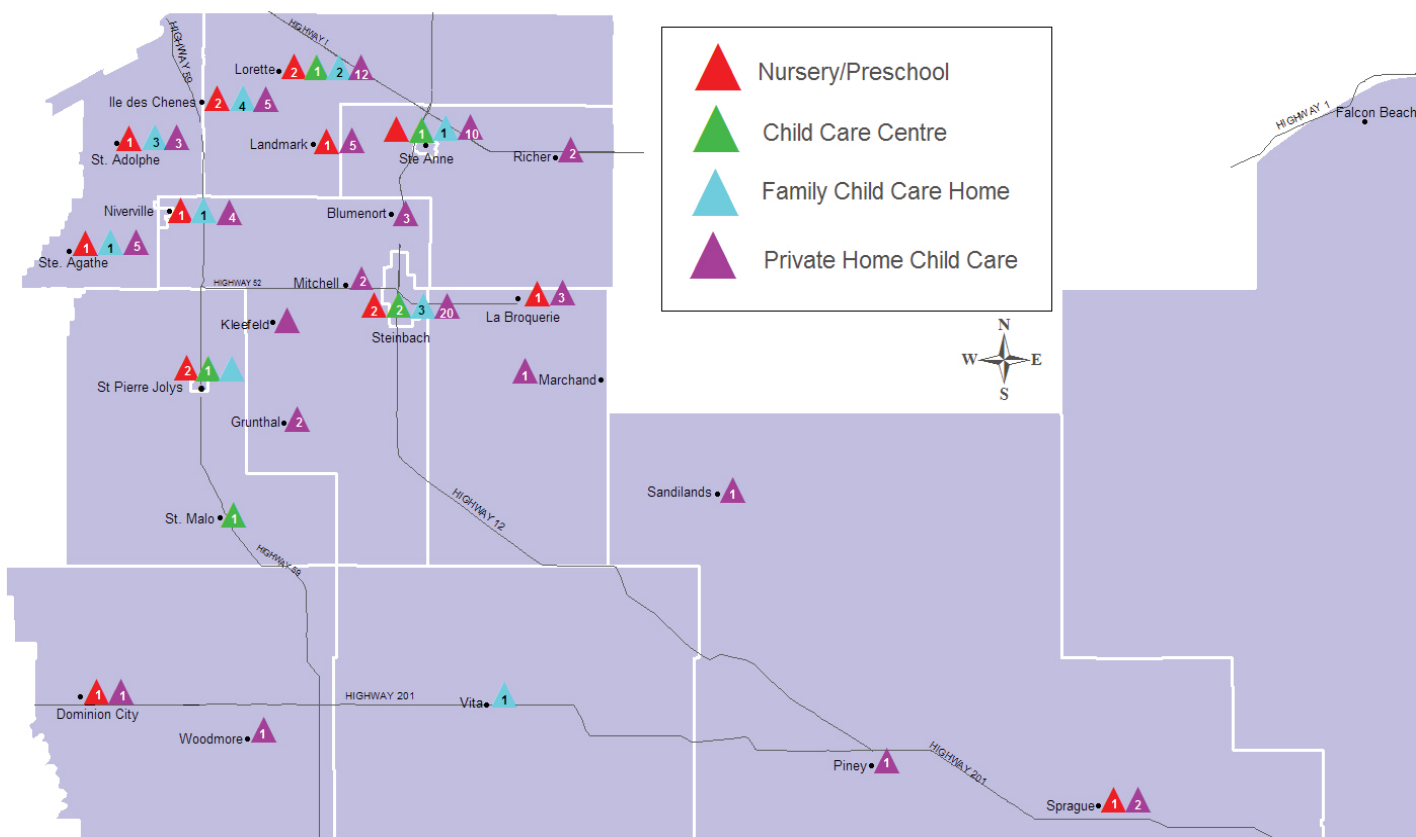 HIGHWAY 59
HIGHWAY 1
Lorette
2 1 2 12
Ile des Chenes
2 4 5
St. Adolphe
1 3 3
Landmark
1 5
Ste Anne
1 1 10
Richer
2
Niverville
1 1 4
Blumenort
3
Ste. Agathe
1 1 5
HIGHWAY 52
Mitchell
2
Steinbach
2 2 3 20
La Broquerie
1 3
Kleefeld
St Pierre Jolys
2 1
1
Marchand
Grunthal
2
St. Malo
1
HIGHWAY 59
HIGHWAY 12
Sandilands
1
Dominion City
1 1
HIGHWAY 201
Vita
1
Woodmore
1
Piney
1
HIGHWAY 201
Sprague
1 2
Nursery/Preschool
Child Care Centre
Family Child Care Home
Private Home Child Care
N
W E
S
HIGHWAY 1
Falcon Beach